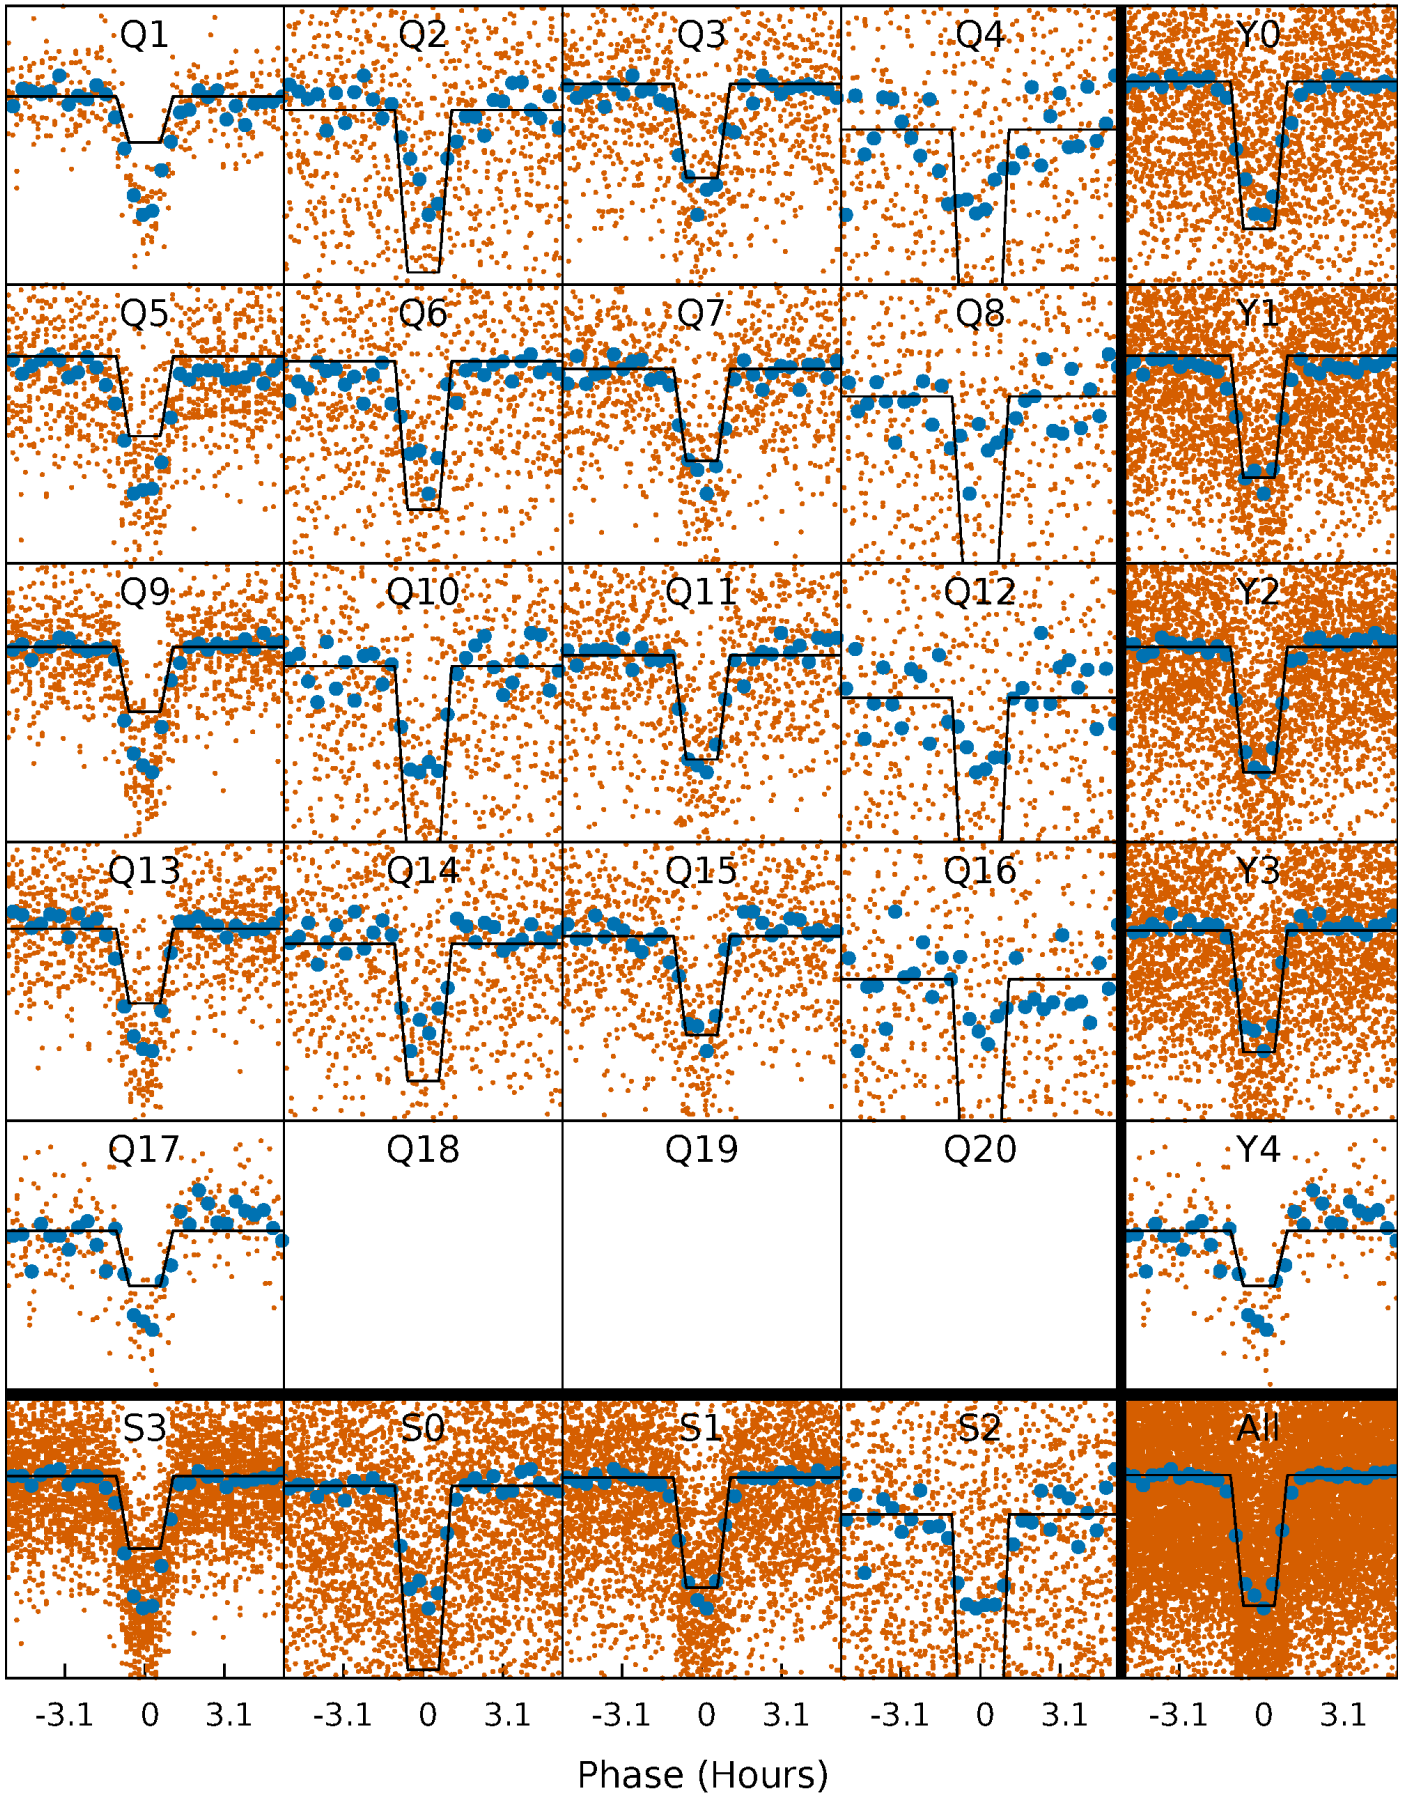 Q1 Q2 Q3 Q4 Y0
Q5 Q6 Q7 Q8 Y1
Q9 Q10 Q11 Q12 Y2
Q13 Q14 Q15 Q16 Y3
Q17 Q18 Q19 Q20 Y4
S3 S0 S1 S2 All
-3.1 0 3.1 -3.1 0 3.1 -3.1 0 3.1 -3.1 0 3.1 -3.1 0 3.1
Phase (Hours)